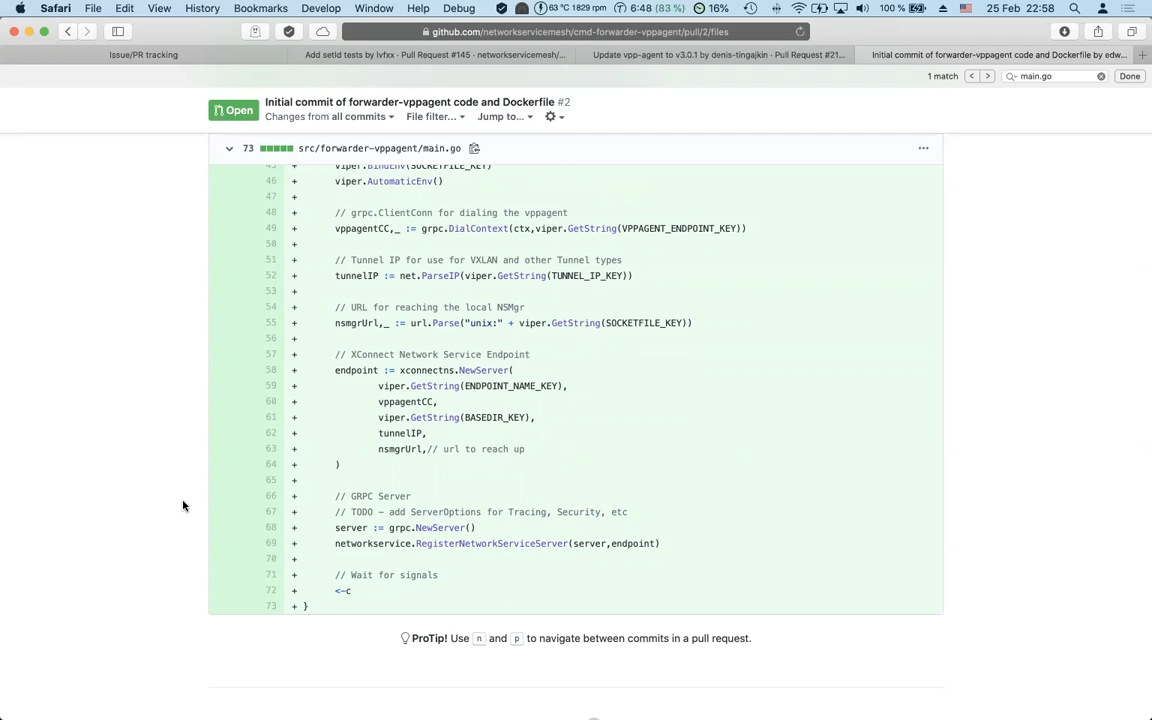 Safari File Edit View History Bookmarks Develop Window Help Debug 63 °C 1829 rpm 6:48 (83 %) 16% 100 % 25 Feb 22:58
github.com/networkservicemesh/cmd-forwarder-vppagent/pull/2/files
Issue/PR tracking
Add setId tests by lvfxx · Pull Request #145 · networkservicemesh/...
Update vpp-agent to v3.0.1 by denis-tingajkin · Pull Request #21...
Initial commit of forwarder-vppagent code and Dockerfile by edw...
1 match main.go Done
Open Initial commit of forwarder-vppagent code and Dockerfile #2
Changes from all commits File filter... Jump to...
73 src/forwarder-vppagent/main.go
45 + viper.BindEnv(SOCKETFILE_KEY)
46 + viper.AutomaticEnv()
47 +
48 + // grpc.ClientConn for dialing the vppagent
49 + vppagentCC,_ := grpc.DialContext(ctx,viper.GetString(VPPAGENT_ENDPOINT_KEY))
50 +
51 + // Tunnel IP for use for VXLAN and other Tunnel types
52 + tunnelIP := net.ParseIP(viper.GetString(TUNNEL_IP_KEY))
53 +
54 + // URL for reaching the local NSMgr
55 + nsmgrUrl,_ := url.Parse("unix:" + viper.GetString(SOCKETFILE_KEY))
56 +
57 + // XConnect Network Service Endpoint
58 + endpoint := xconnectns.NewServer(
59 + viper.GetString(ENDPOINT_NAME_KEY),
60 + vppagentCC,
61 + viper.GetString(BASEDIR_KEY),
62 + tunnelIP,
63 + nsmgrUrl,// url to reach up
64 + )
65 +
66 + // GRPC Server
67 + // TODO - add ServerOptions for Tracing, Security, etc
68 + server := grpc.NewServer()
69 + networkservice.RegisterNetworkServiceServer(server,endpoint)
70 +
71 + // Wait for signals
72 + <-c
73 + }
ProTip! Use n and p to navigate between commits in a pull request.